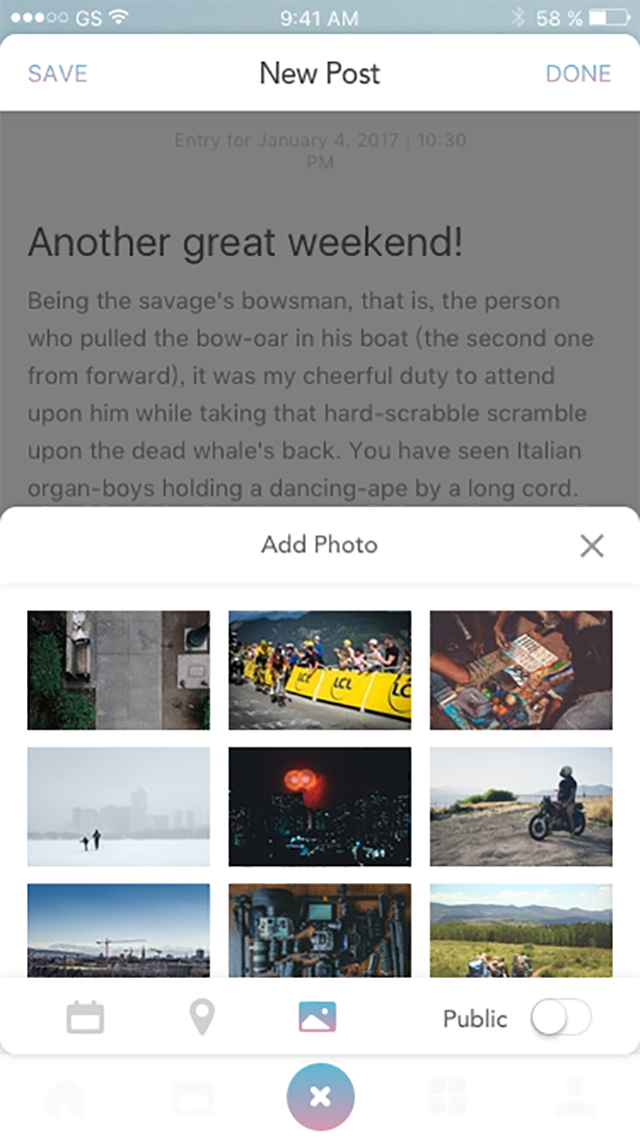 GS 9:41 AM 58 %
SAVE New Post DONE
Entry for January 4, 2017 | 10:30
PM
Another great weekend!
Being the savage's bowsman, that is, the person
who pulled the bow-oar in his boat (the second one
from forward), it was my cheerful duty to attend
upon him while taking that hard-scrabble scramble
upon the dead whale's back. You have seen Italian
organ-boys holding a dancing-ape by a long cord.
Add Photo
LCL LCL LC
Public